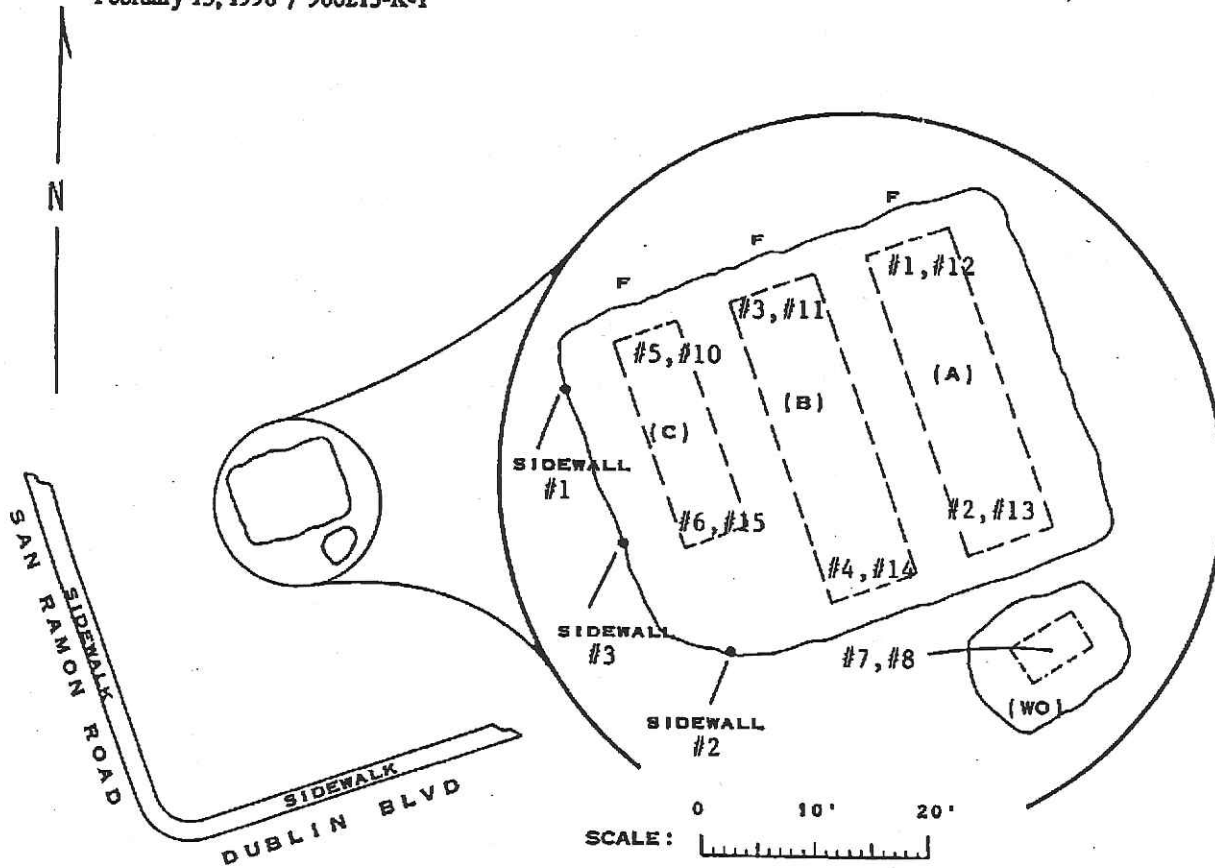 N
F
F
F
#1,#12
#3,#11
#5,#10
(A)
(B)
(C)
SIDEWALL
#1
#2,#13
#6,#15
#4,#14
SIDEWALL
#3
#7,#8
(WO)
SIDEWALL
#2
SAN RAMON ROAD
SIDEWALK
SIDEWALK
DUBLIN BLVD
0 10' 20'
SCALE: